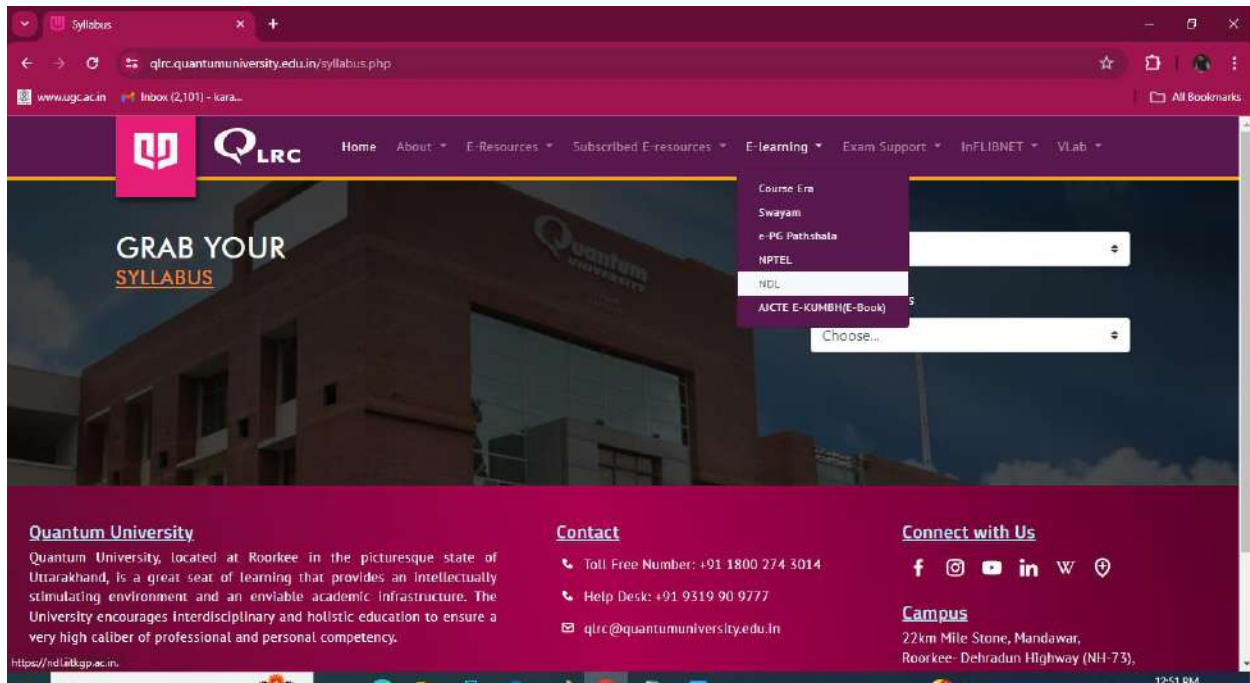 Syllabus
qlrc.quantumuniversity.edu.in/syllabus.php
www.ugc.ac.in Inbox (2,101) – kara... All Bookmarks
QLRC Home About E-Resources Subscribed E-resources E-learning Exam Support InFLIBNET VLab
Course Era
Swayam
e-PG Pathshala
NPTEL
NDL
AICTE E-KUMBH(E-Book)
GRAB YOUR
SYLLABUS
Quantum
UNIVERSITY
Choose...
Quantum University
Quantum University, located at Roorkee in the picturesque state of
Uttarakhand, is a great seat of learning that provides an intellectually
stimulating environment and an enviable academic infrastructure. The
University encourages interdisciplinary and holistic education to ensure a
very high caliber of professional and personal competency.
Contact
Toll Free Number: +91 1800 274 3014
Help Desk: +91 9319 90 9777
qlrc@quantumuniversity.edu.in
Connect with Us
Campus
22km Mile Stone, Mandawar,
Roorkee- Dehradun Highway (NH-73),
https://ndl.iitkgp.ac.in.
12:51 PM